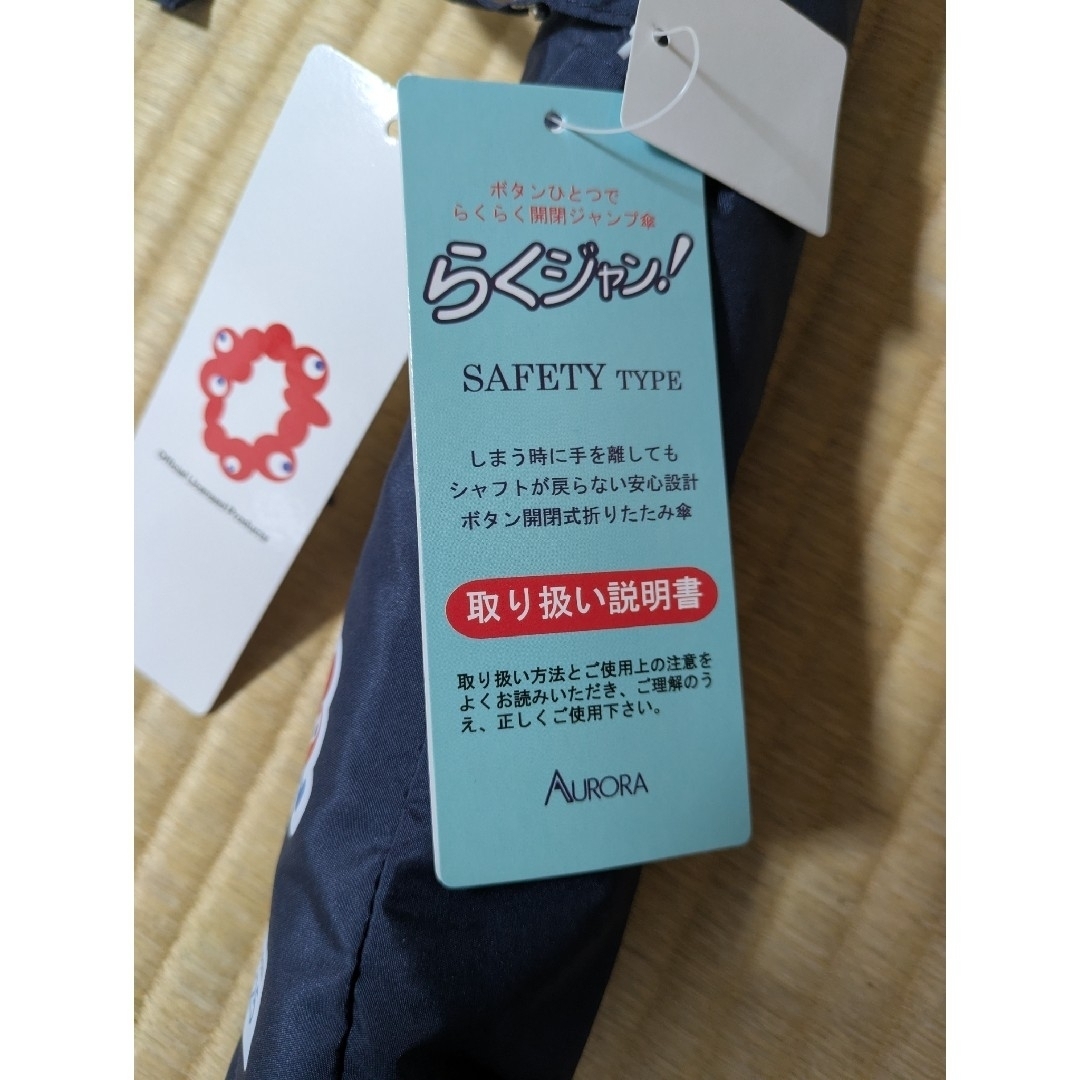 ボタンひとつで
らくらく開閉ジャンプ傘
らくジャン!
SAFETY TYPE
しまう時に手を離しても
シャフトが戻らない安心設計
ボタン開閉式折りたたみ傘
取り扱い説明書
取り扱い方法とご使用上の注意を
よくお読みいただき、ご理解のう
え、正しくご使用下さい。
AURORA
Official Licensed Products